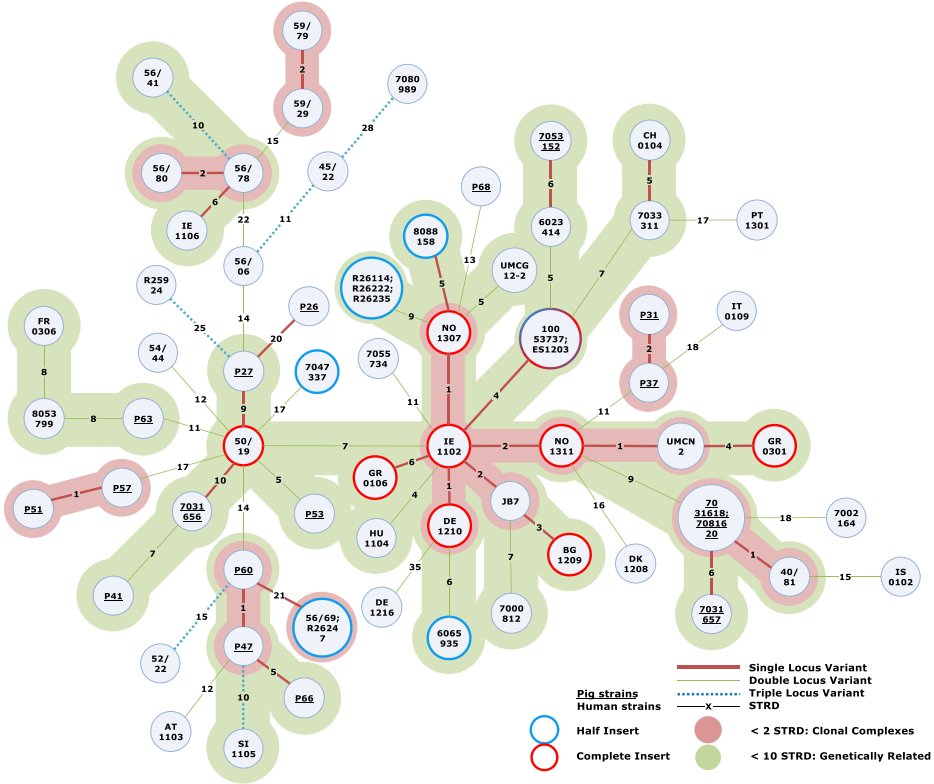 59/
79
2
59/
29
15
56/
41
10
56/
80
2
56/
78
6
IE
1106
22
7080
989
28
45/
22
11
56/
06
14
R259
24
25
P26
20
P27
9
54/
44
12
7047
337
17
FR
0306
8
8053
799
8
P63
11
50/
19
7
P51
1
P57
17
10
7031
656
7
P41
5
P53
14
P60
1
21
56/69;
R2624
7
15
52/
22
P47
5
P66
12
AT
1103
10
SI
1105
P68
13
8088
158
5
R26114;
R26222;
R26235
9
UMCG
12-2
5
NO
1307
1
7055
734
11
7053
152
6
6023
414
5
CH
0104
5
7033
311
17
PT
1301
7
100
53737;
ES1203
4
IE
1102
2
NO
1311
1
UMCN
2
4
GR
0301
P31
2
P37
18
IT
0109
11
6
GR
0106
4
HU
1104
1
DE
1210
35
DE
1216
6
6065
935
2
JB7
3
BG
1209
7
7000
812
16
DK
1208
9
70
31618;
70816
20
18
7002
164
1
40/
81
15
IS
0102
6
7031
657
Single Locus Variant
Double Locus Variant
Triple Locus Variant
x STRD
Pig strains
Human strains
Half Insert
Complete Insert
< 2 STRD: Clonal Complexes
< 10 STRD: Genetically Related